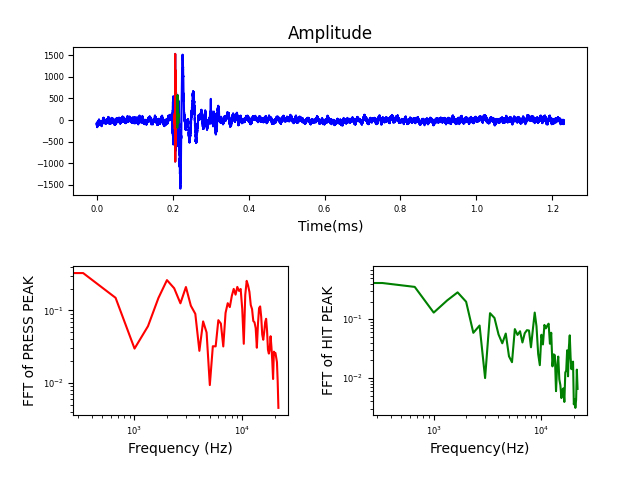 Amplitude
1500
1000
500
0
−500
−1000
−1500
0.0 0.2 0.4 0.6 0.8 1.0 1.2
Time(ms)
FFT of PRESS PEAK
10⁻¹
10⁻²
10³ 10⁴
Frequency (Hz)
FFT of HIT PEAK
10⁻¹
10⁻²
10³ 10⁴
Frequency(Hz)